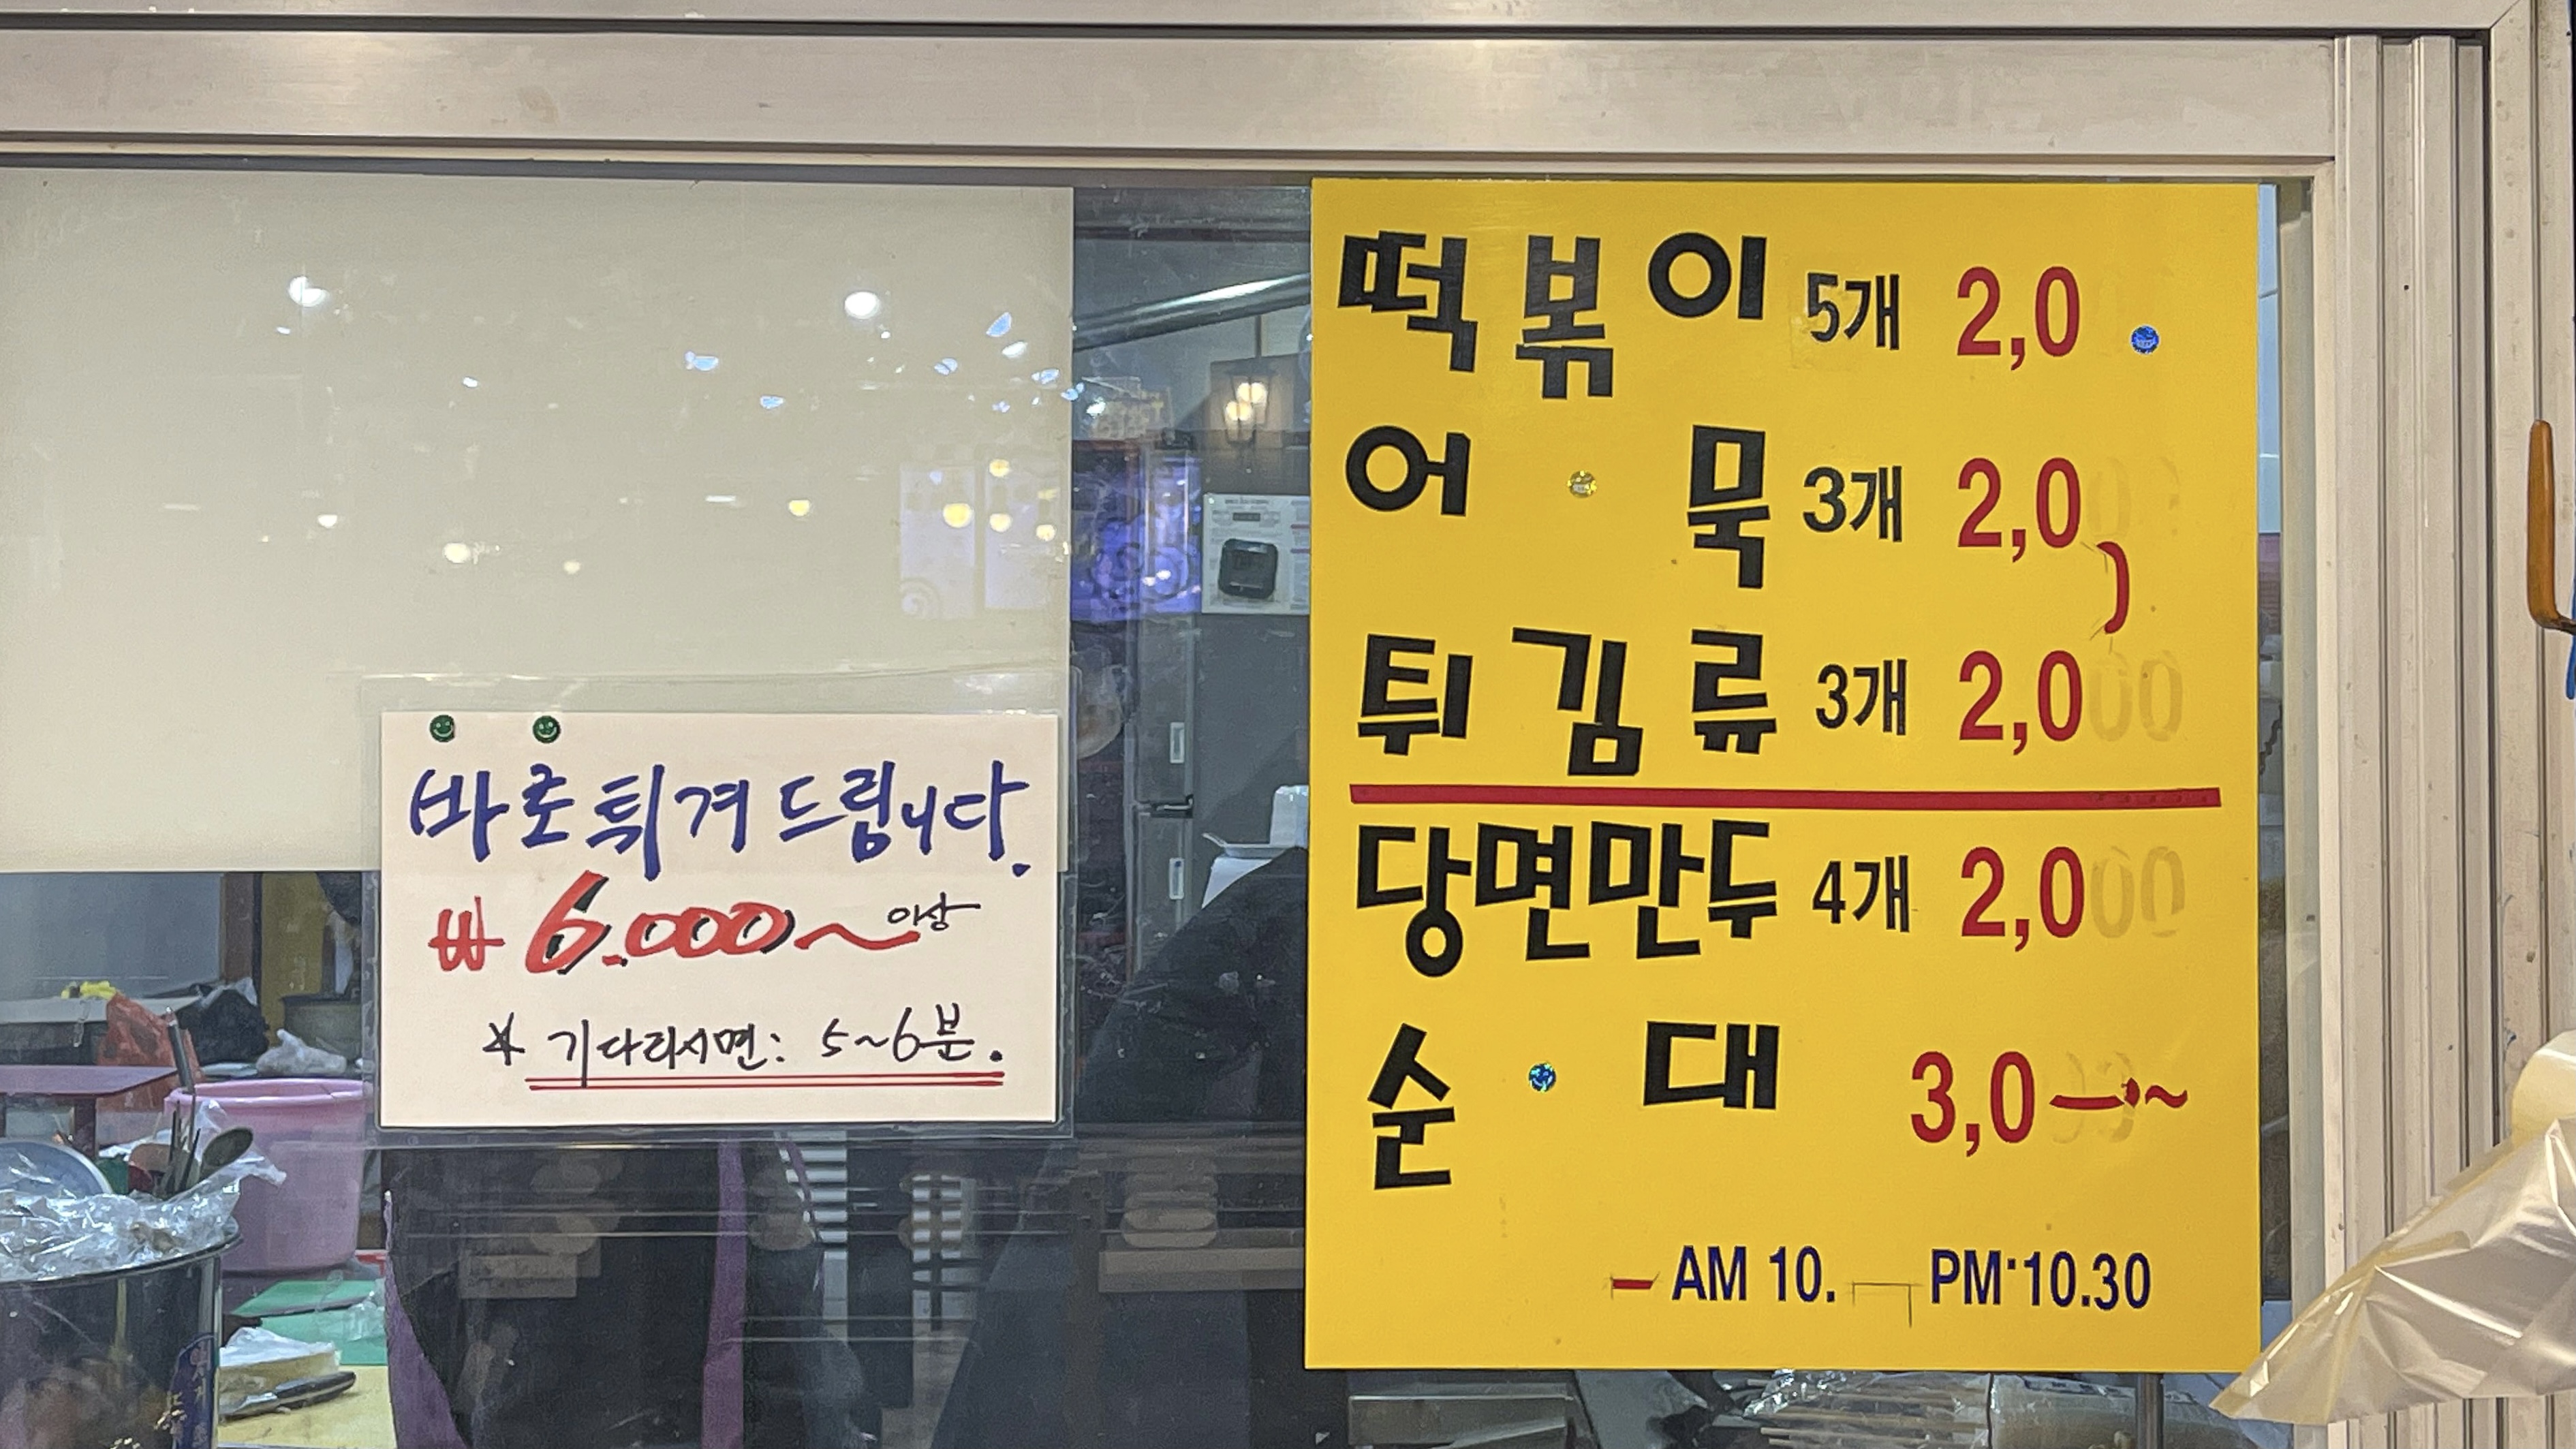 바로 튀겨 드립니다.
₩ 6.000~이상
* 기다리시면: 5~6분.
떡볶이 5개 2,0
어묵 3개 2,0
튀김류 3개 2,0
당면만두 4개 2,0
순대 3,0~
AM 10. PM·10.30